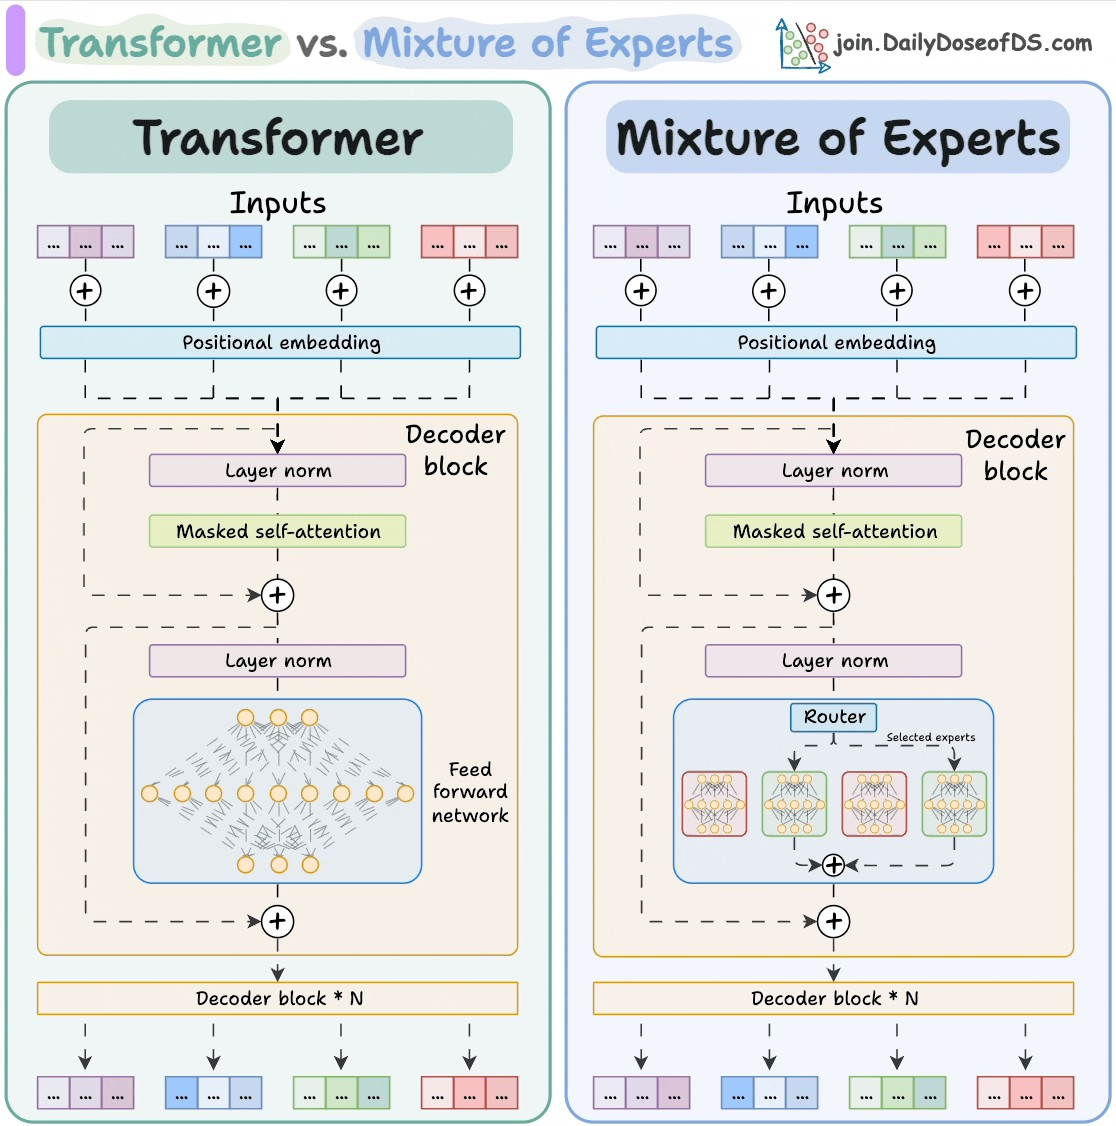 Transformer vs. Mixture of Experts
join.DailyDoseofDS.com
Transformer
Inputs
... ... ... ... ... ... ... ... ... ... ... ...
+ + + +
Positional embedding
Decoder
block
Layer norm
Masked self-attention
+
Layer norm
Feed
forward
network
+
Decoder block * N
... ... ... ... ... ... ... ... ... ... ... ...
Mixture of Experts
Inputs
... ... ... ... ... ... ... ... ... ... ... ...
+ + + +
Positional embedding
Decoder
block
Layer norm
Masked self-attention
+
Layer norm
Router
Selected experts
+
+
Decoder block * N
... ... ... ... ... ... ... ... ... ... ... ...